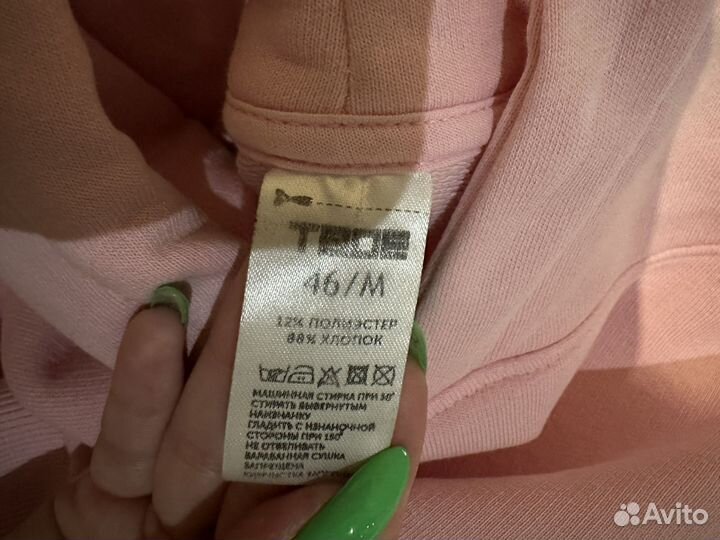 ТВОЕ
46/M
12% ПОЛИЭСТЕР
88% ХЛОПОК
МАШИННАЯ СТИРКА ПРИ 30°
СТИРАТЬ ВЫВЕРНУТЫМ
НАИЗНАНКУ
ГЛАДИТЬ С ИЗНАНОЧНОЙ
СТОРОНЫ ПРИ 150°
НЕ ОТБЕЛИВАТЬ
БАРАБАННАЯ СУШКА
ЗАПРЕЩЕНА
Avito